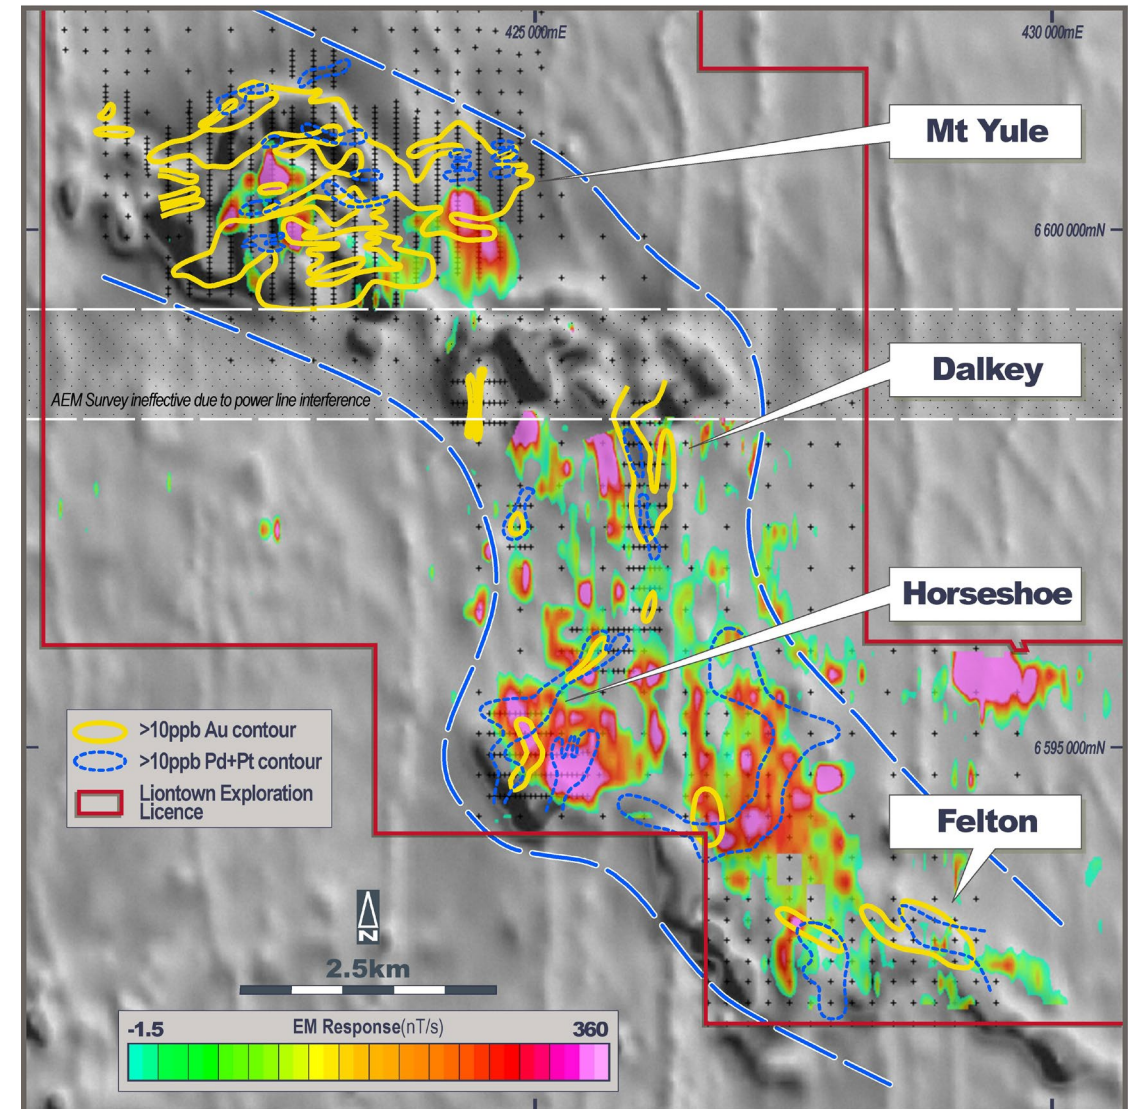 425 000mE
430 000mE
Mt Yule
6 600 000mN
Dalkey
AEM Survey ineffective due to power line interference
Horseshoe
>10ppb Au contour
>10ppb Pd+Pt contour
Liontown Exploration
Licence
6 595 000mN
Felton
N
2.5km
-1.5
EM Response(nT/s)
360